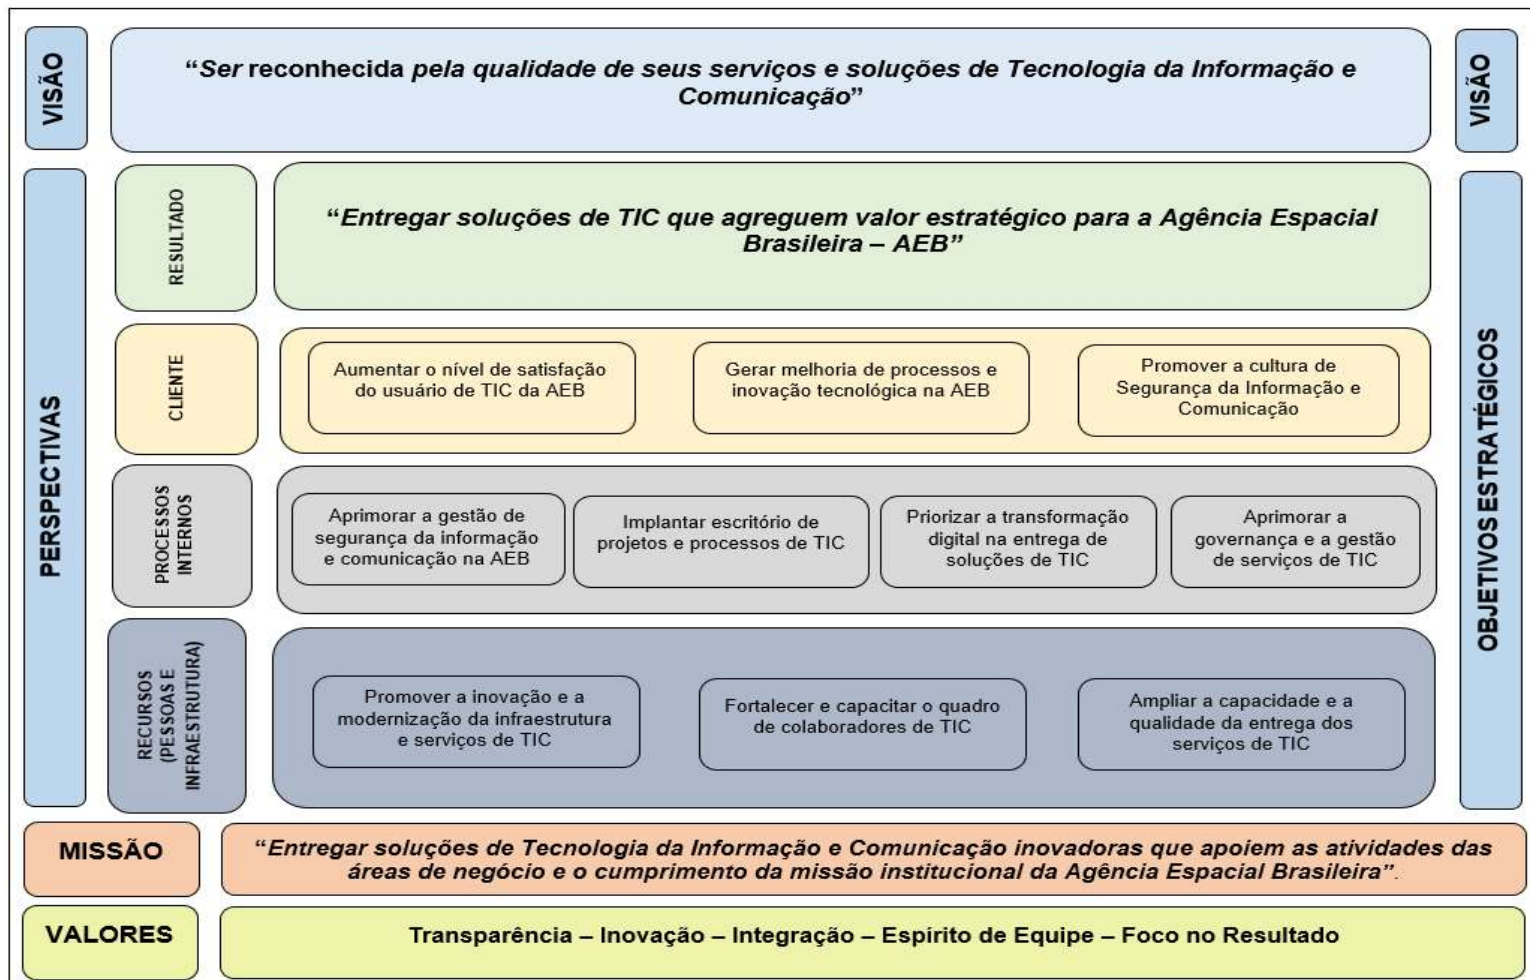 VISÃO
“Ser reconhecida pela qualidade de seus serviços e soluções de Tecnologia da Informação e
Comunicação”
VISÃO
PERSPECTIVAS
OBJETIVOS ESTRATÉGICOS
RESULTADO
“Entregar soluções de TIC que agreguem valor estratégico para a Agência Espacial
Brasileira – AEB”
CLIENTE
Aumentar o nível de satisfação
do usuário de TIC da AEB
Gerar melhoria de processos e
inovação tecnológica na AEB
Promover a cultura de
Segurança da Informação e
Comunicação
PROCESSOS
INTERNOS
Aprimorar a gestão de
segurança da informação
e comunicação na AEB
Implantar escritório de
projetos e processos de TIC
Priorizar a transformação
digital na entrega de
soluções de TIC
Aprimorar a
governança e a gestão
de serviços de TIC
RECURSOS
(PESSOAS E
INFRAESTRUTURA)
Promover a inovação e a
modernização da infraestrutura
e serviços de TIC
Fortalecer e capacitar o quadro
de colaboradores de TIC
Ampliar a capacidade e a
qualidade da entrega dos
serviços de TIC
MISSÃO
“Entregar soluções de Tecnologia da Informação e Comunicação inovadoras que apoiem as atividades das
áreas de negócio e o cumprimento da missão institucional da Agência Espacial Brasileira”.
VALORES
Transparência – Inovação – Integração – Espírito de Equipe – Foco no Resultado